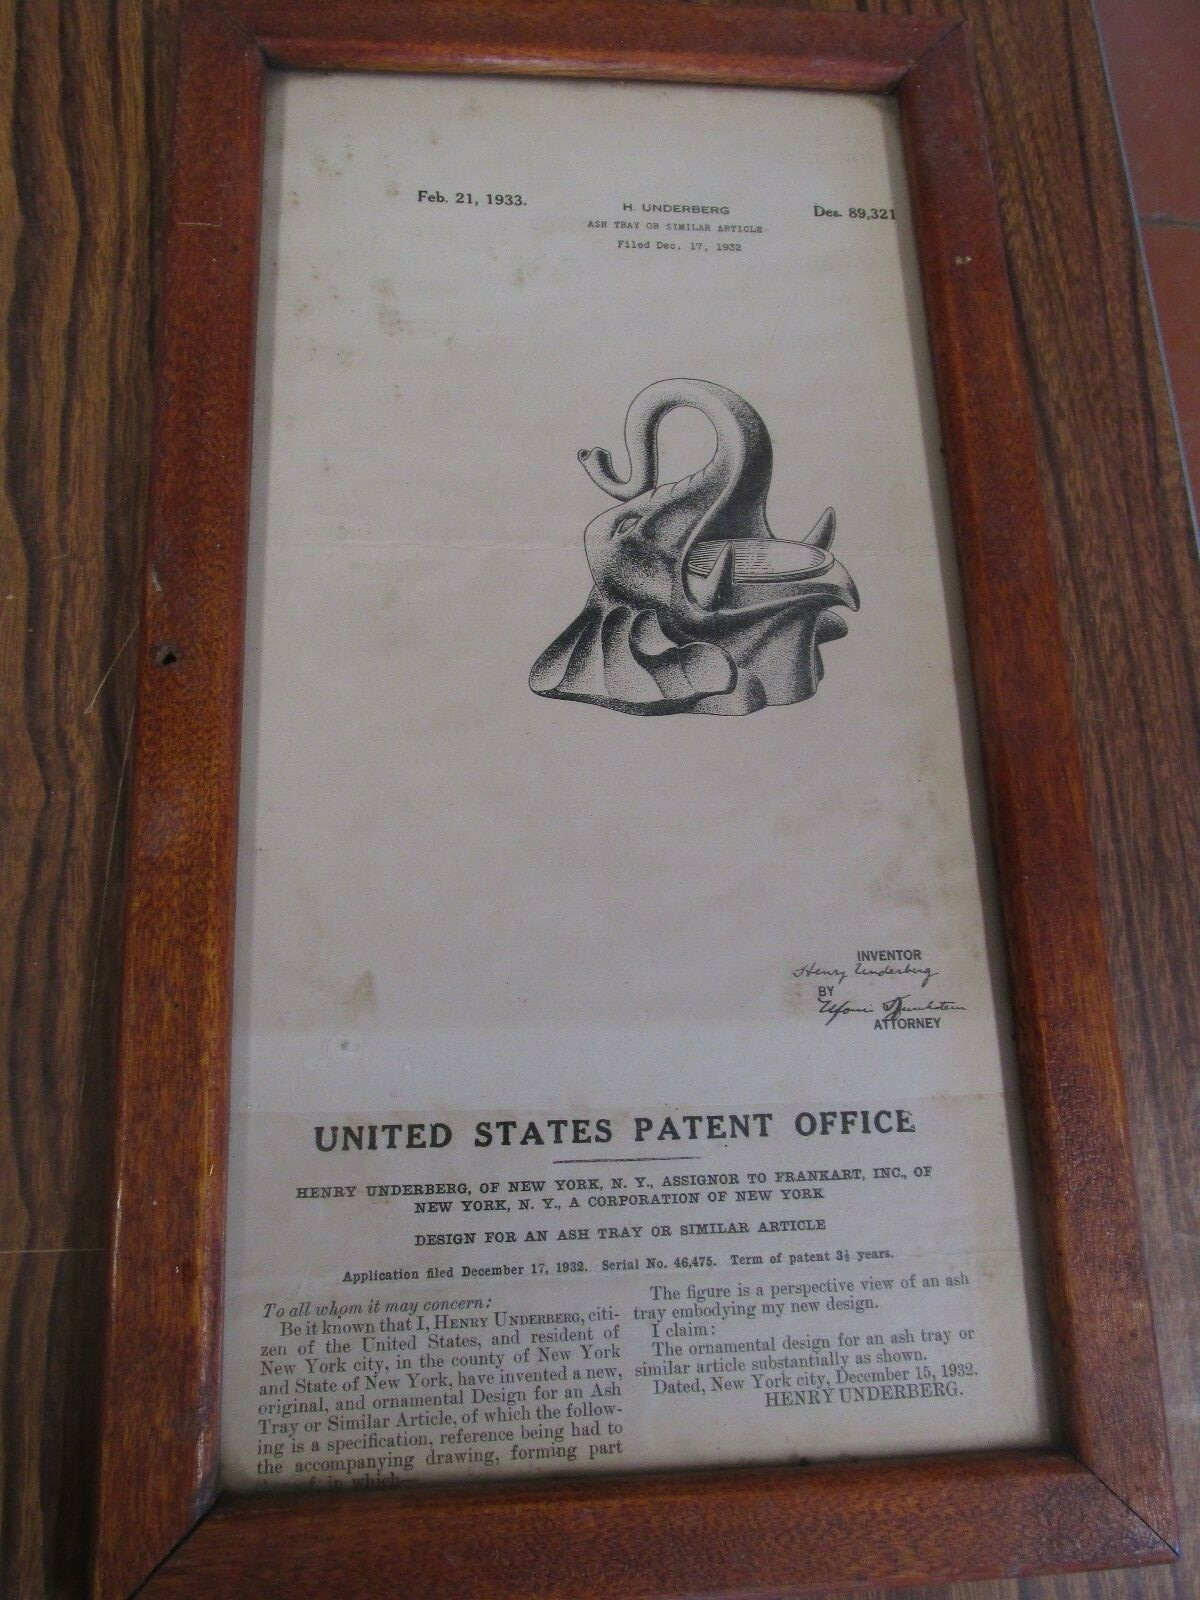 Feb. 21, 1933.
H. UNDERBERG
Des. 89,321
ASH TRAY OR SIMILAR ARTICLE
Filed Dec. 17, 1932
INVENTOR
Henry Underberg
BY
ATTORNEY
UNITED STATES PATENT OFFICE
HENRY UNDERBERG, OF NEW YORK, N. Y., ASSIGNOR TO FRANKART, INC., OF
NEW YORK, N. Y., A CORPORATION OF NEW YORK
DESIGN FOR AN ASH TRAY OR SIMILAR ARTICLE
Application filed December 17, 1932. Serial No. 46,475. Term of patent 3½ years.
To all whom it may concern:
Be it known that I, HENRY UNDERBERG, citi-
zen of the United States, and resident of
New York city, in the county of New York
and State of New York, have invented a new,
original, and ornamental Design for an Ash
Tray or Similar Article, of which the follow-
ing is a specification, reference being had to
the accompanying drawing, forming part
in which
The figure is a perspective view of an ash
tray embodying my new design.
I claim:
The ornamental design for an ash tray or
similar article substantially as shown.
Dated, New York city, December 15, 1932.
HENRY UNDERBERG.